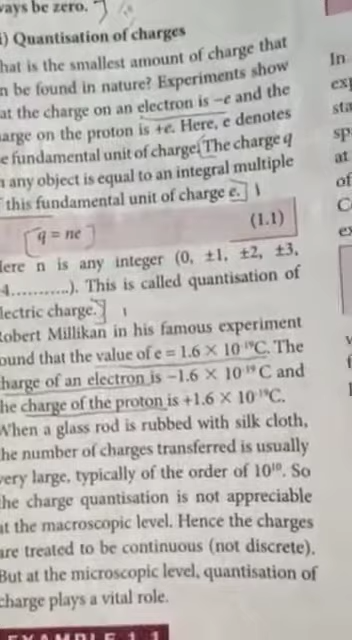 ways be zero.
i) Quantisation of charges
hat is the smallest amount of charge that
n be found in nature? Experiments show
at the charge on an electron is −e and the
arge on the proton is +e. Here, e denotes
e fundamental unit of charge. The charge q
n any object is equal to an integral multiple
f this fundamental unit of charge e.
q = ne (1.1)
Here n is any integer (0, ±1, ±2, ±3,
4...........). This is called quantisation of
lectric charge.
Robert Millikan in his famous experiment
ound that the value of e = 1.6 × 10⁻¹⁹C. The
harge of an electron is −1.6 × 10⁻¹⁹ C and
he charge of the proton is +1.6 × 10⁻¹⁹C.
When a glass rod is rubbed with silk cloth,
he number of charges transferred is usually
very large, typically of the order of 10¹⁰. So
he charge quantisation is not appreciable
at the macroscopic level. Hence the charges
are treated to be continuous (not discrete).
But at the microscopic level, quantisation of
charge plays a vital role.
EXAMPLE 1.1
In
exp
sta
sp
at
of
C
ex